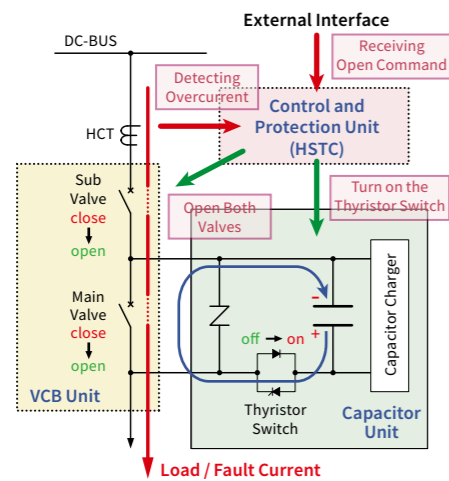 External Interface
DC-BUS
Receiving
Open Command
Detecting
Overcurrent
Control and
Protection Unit
(HSTC)
HCT
Sub
Valve
close
open
Open Both
Valves
Turn on the
Thyristor Switch
Main
Valve
close
open
VCB Unit
-
+
off
on
Thyristor
Switch
Capacitor Charger
Capacitor
Unit
Load / Fault Current